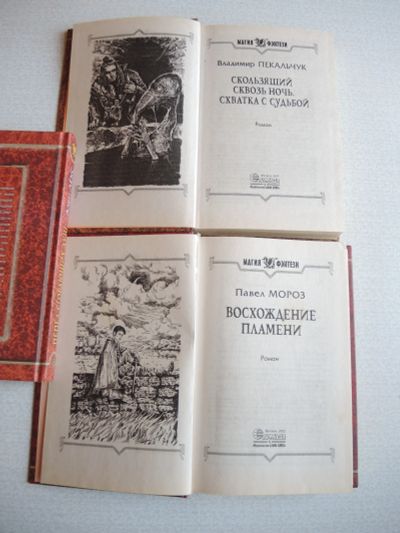 МАГИЯ ФЭНТЕЗИ
Владимир ПЕКАЛЬЧУК
СКОЛЬЗЯЩИЙ
СКВОЗЬ НОЧЬ.
СХВАТКА С СУДЬБОЙ
Роман
МАГИЯ ФЭНТЕЗИ
Павел МОРОЗ
ВОСХОЖДЕНИЕ
ПЛАМЕНИ
Роман